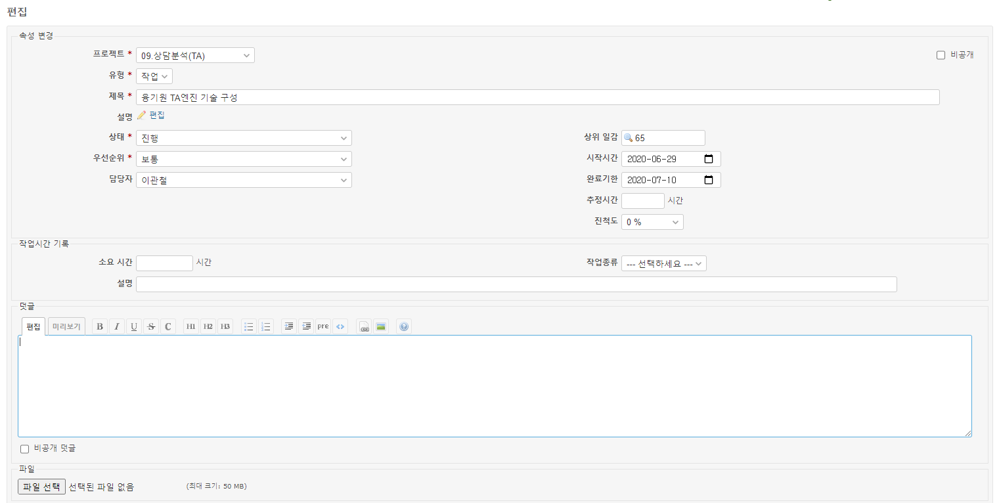 편집
속성 변경
프로젝트 * 09.상담분석(TA) 비공개
유형 * 작업
제목 * 융기원 TA엔진 기술 구성
설명 편집
상태 * 진행 상위 일감 65
우선순위 * 보통 시작시간 2020-06-29
담당자 이관철 완료기한 2020-07-10
추정시간 시간
진척도 0 %
작업시간 기록
소요 시간 시간 작업종류 --- 선택하세요 ---
설명
덧글
편집 미리보기 B I U S C H1 H2 H3 pre
비공개 덧글
파일
파일 선택 선택된 파일 없음 (최대 크기: 50 MB)